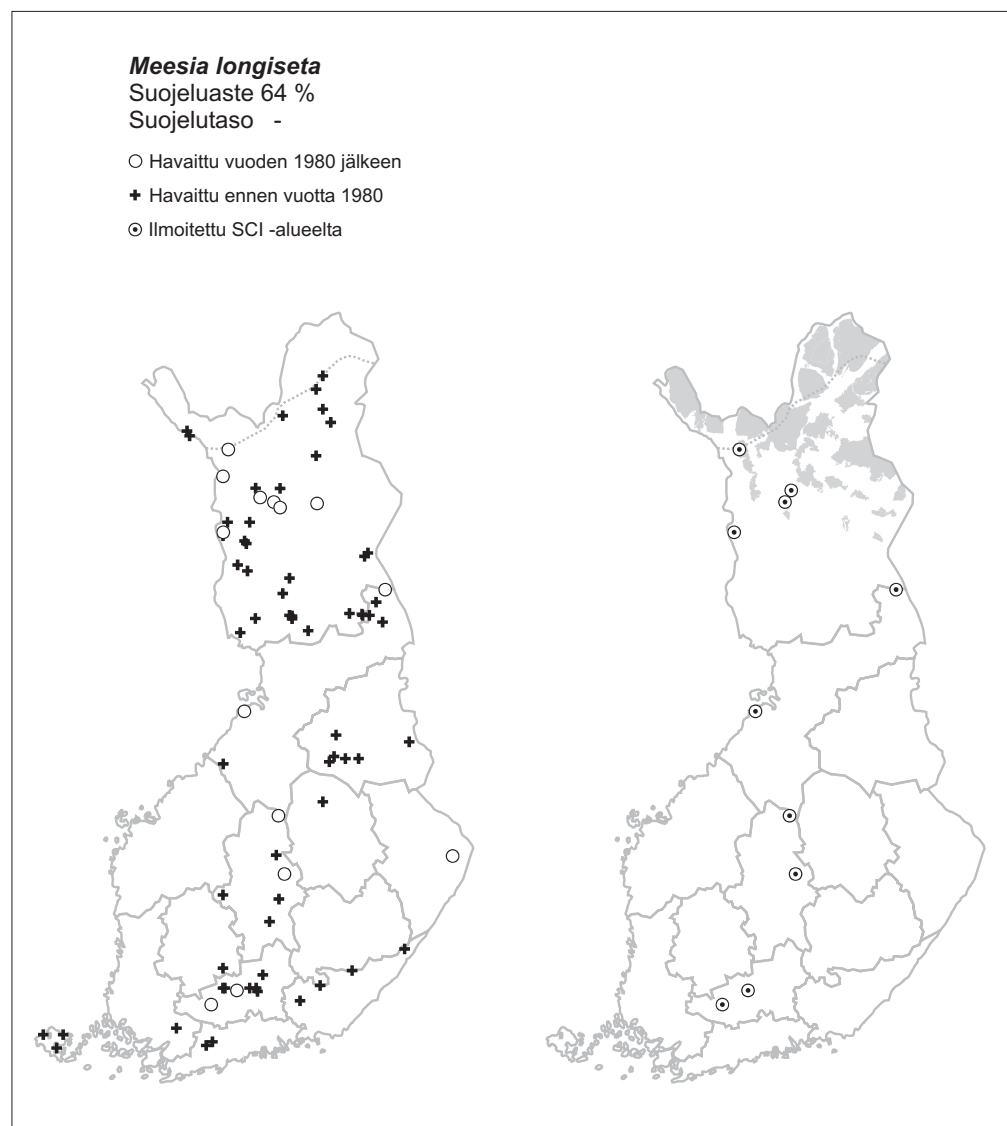 Meesia longiseta
Suojeluaste 64 %
Suojelutaso -
Havaittu vuoden 1980 jälkeen
Havaittu ennen vuotta 1980
Ilmoitettu SCI -alueelta